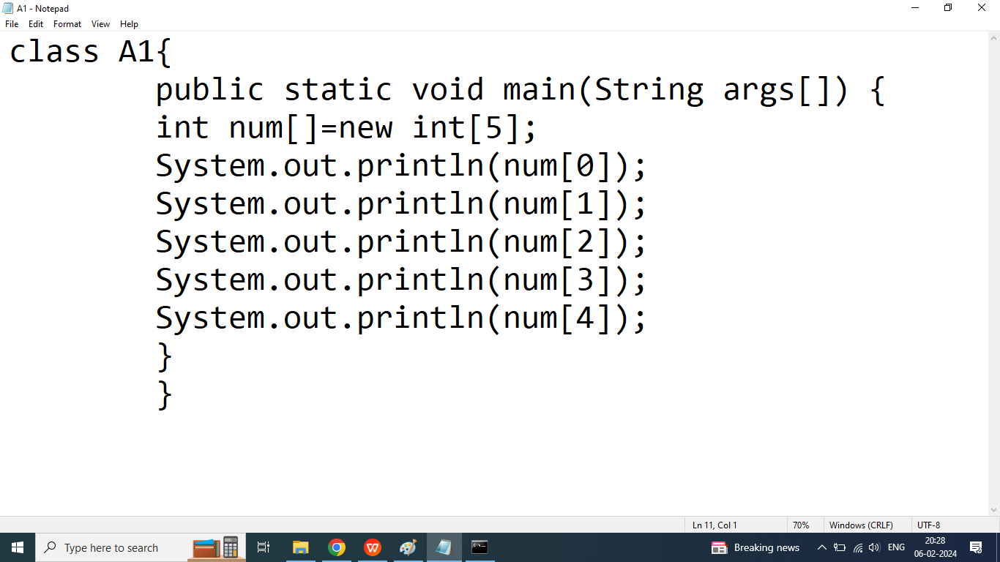 A1 - Notepad
File Edit Format View Help
class A1{
public static void main(String args[]) {
int num[]=new int[5];
System.out.println(num[0]);
System.out.println(num[1]);
System.out.println(num[2]);
System.out.println(num[3]);
System.out.println(num[4]);
}
}
Ln 11, Col 1 70% Windows (CRLF) UTF-8
Type here to search
Breaking news
ENG
20:28
06-02-2024